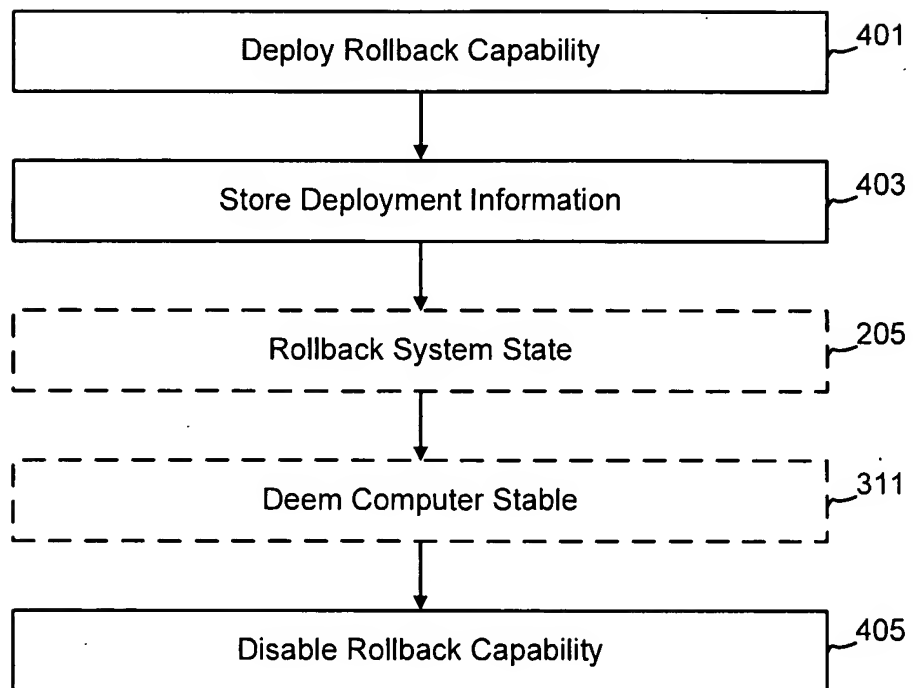 Deploy Rollback Capability 401
Store Deployment Information 403
Rollback System State 205
Deem Computer Stable 311
Disable Rollback Capability 405